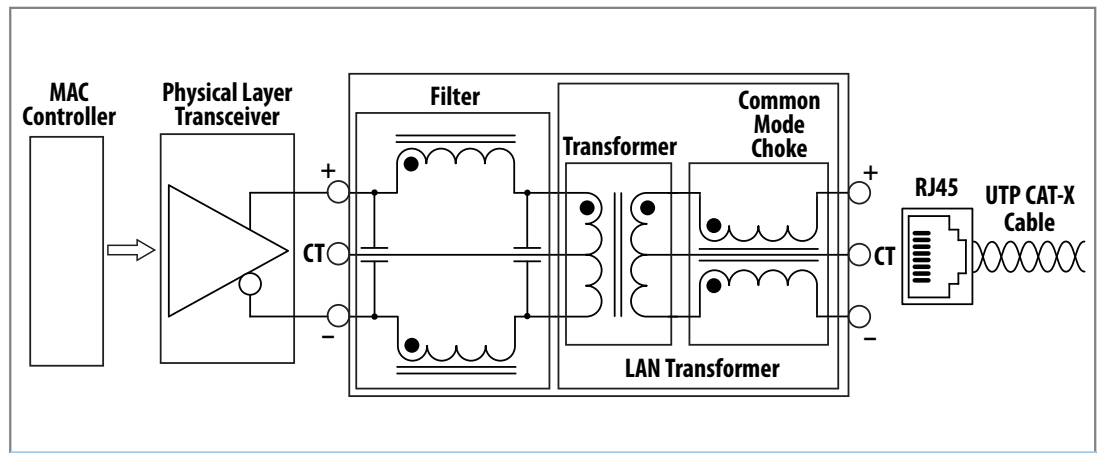 MAC
Controller
Physical Layer
Transceiver
Filter
Transformer
Common
Mode
Choke
LAN Transformer
+
CT
–
+
CT
–
RJ45
UTP CAT-X
Cable